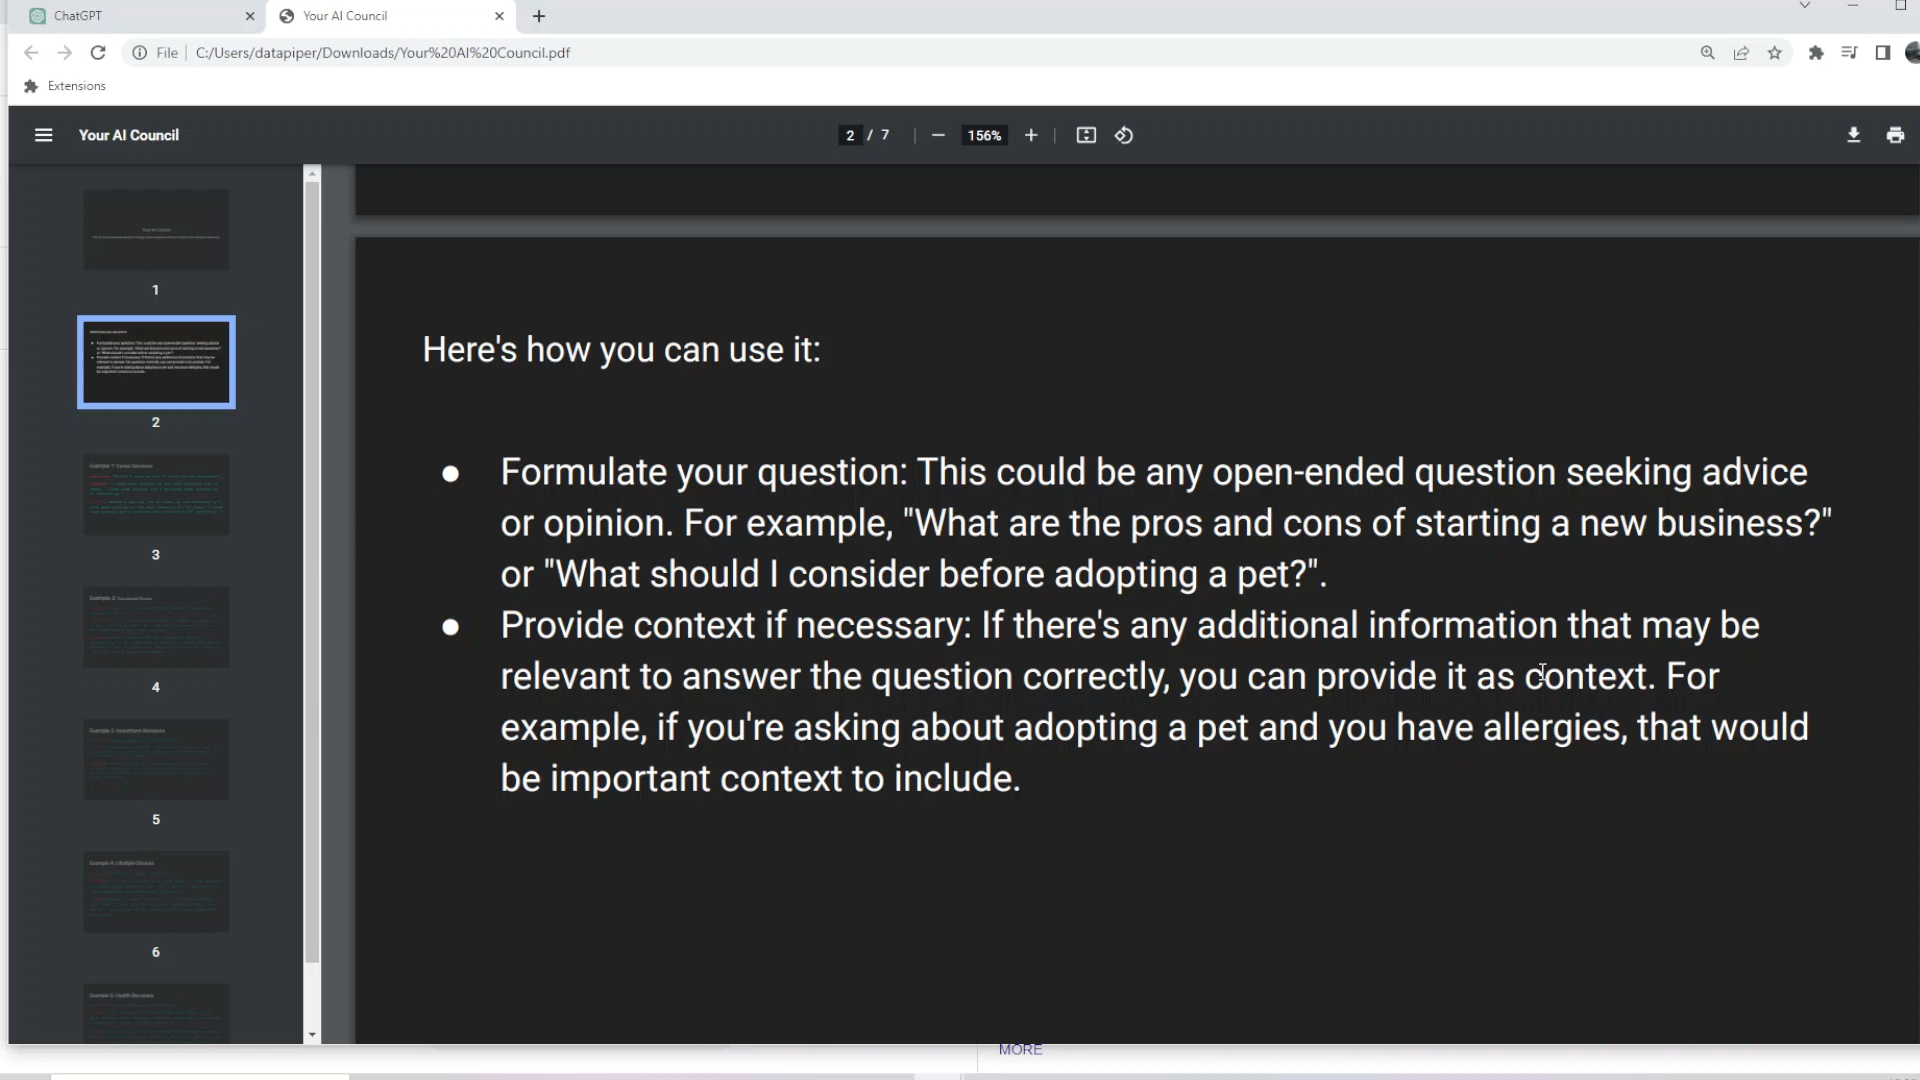 ChatGPT
Your AI Council
File
C:/Users/datapiper/Downloads/Your%20AI%20Council.pdf
Extensions
Your AI Council
2 / 7
156%
1
2
3
4
5
6
Here's how you can use it:
● Formulate your question: This could be any open-ended question seeking advice
or opinion. For example, "What are the pros and cons of starting a new business?"
or "What should I consider before adopting a pet?".
● Provide context if necessary: If there's any additional information that may be
relevant to answer the question correctly, you can provide it as context. For
example, if you're asking about adopting a pet and you have allergies, that would
be important context to include.
MORE